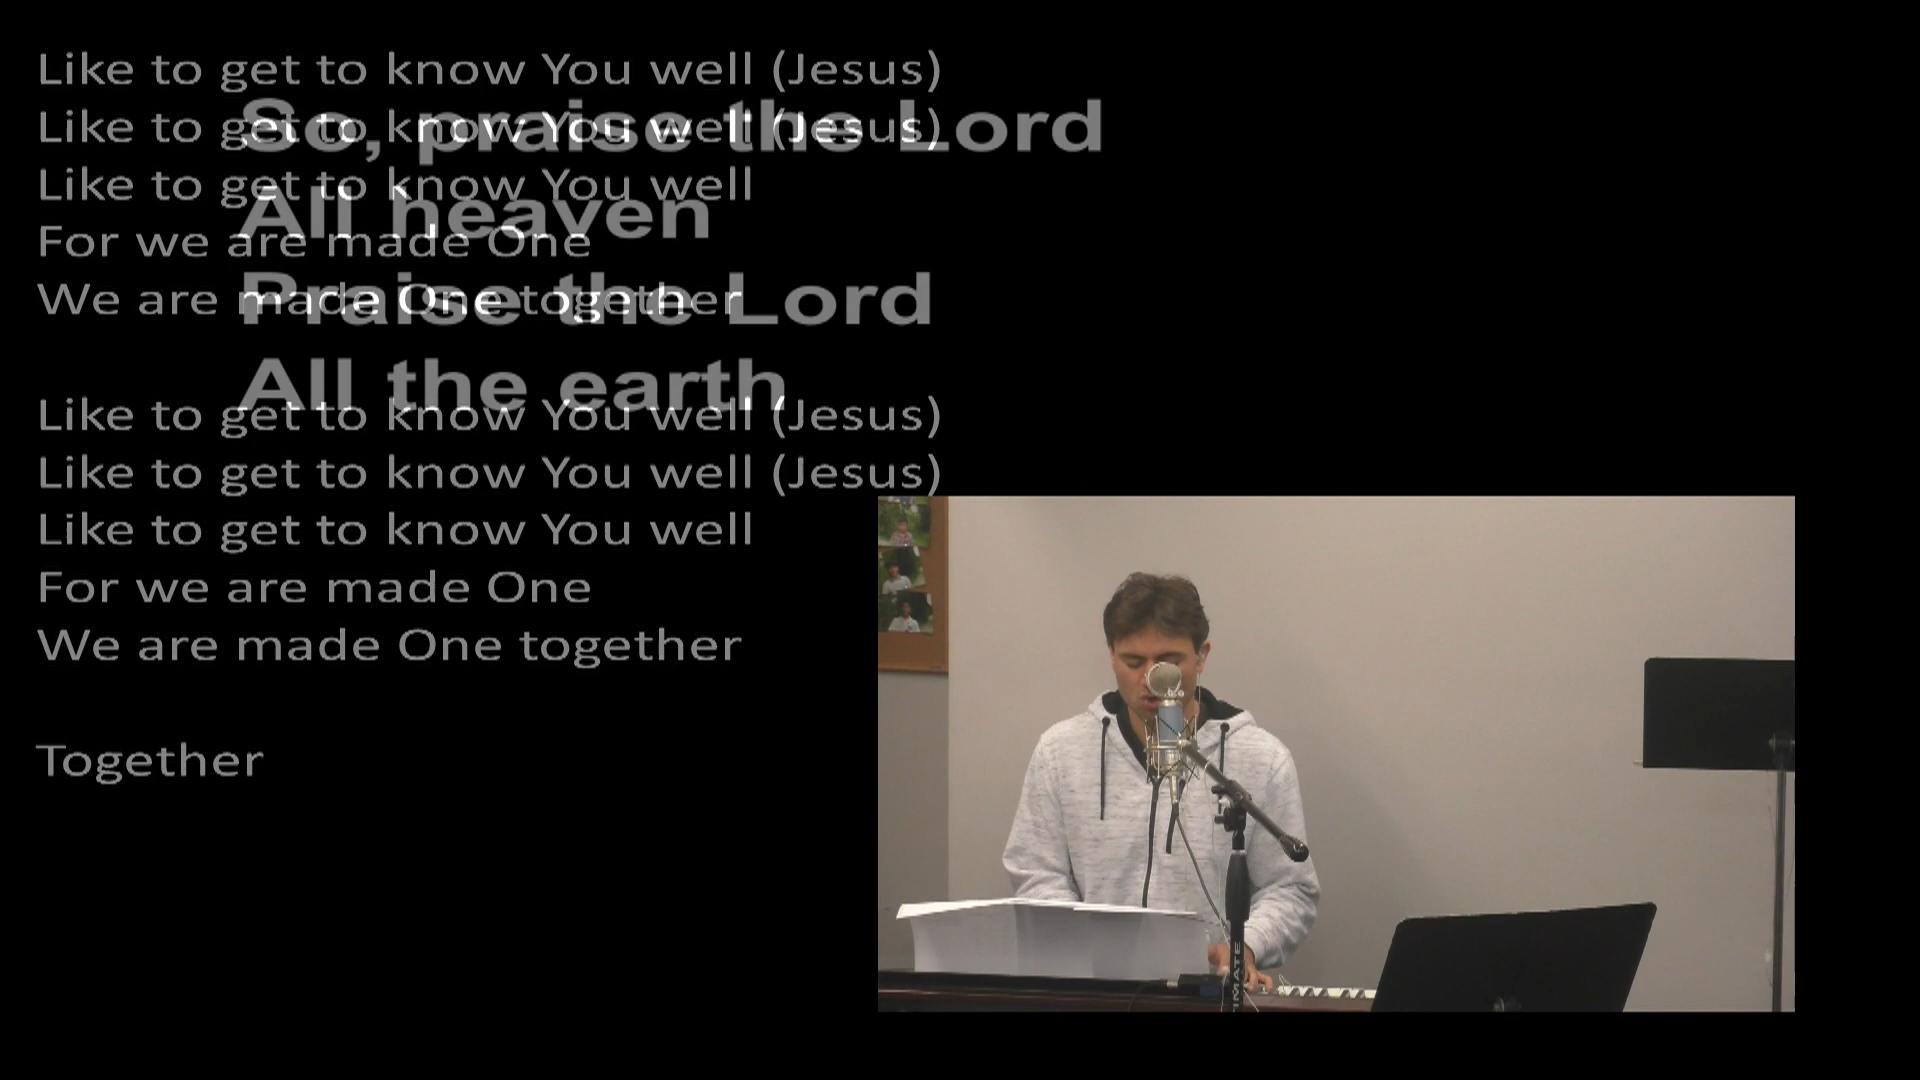 Like to get to know You well (Jesus)
Like to get to know You well (Jesus)
Like to get to know You well
For we are made One
We are made One together
Like to get to know You well (Jesus)
Like to get to know You well (Jesus)
Like to get to know You well
For we are made One
We are made One together
Together
So, praise the Lord
All heaven
Praise the Lord
All the earth
IMATE